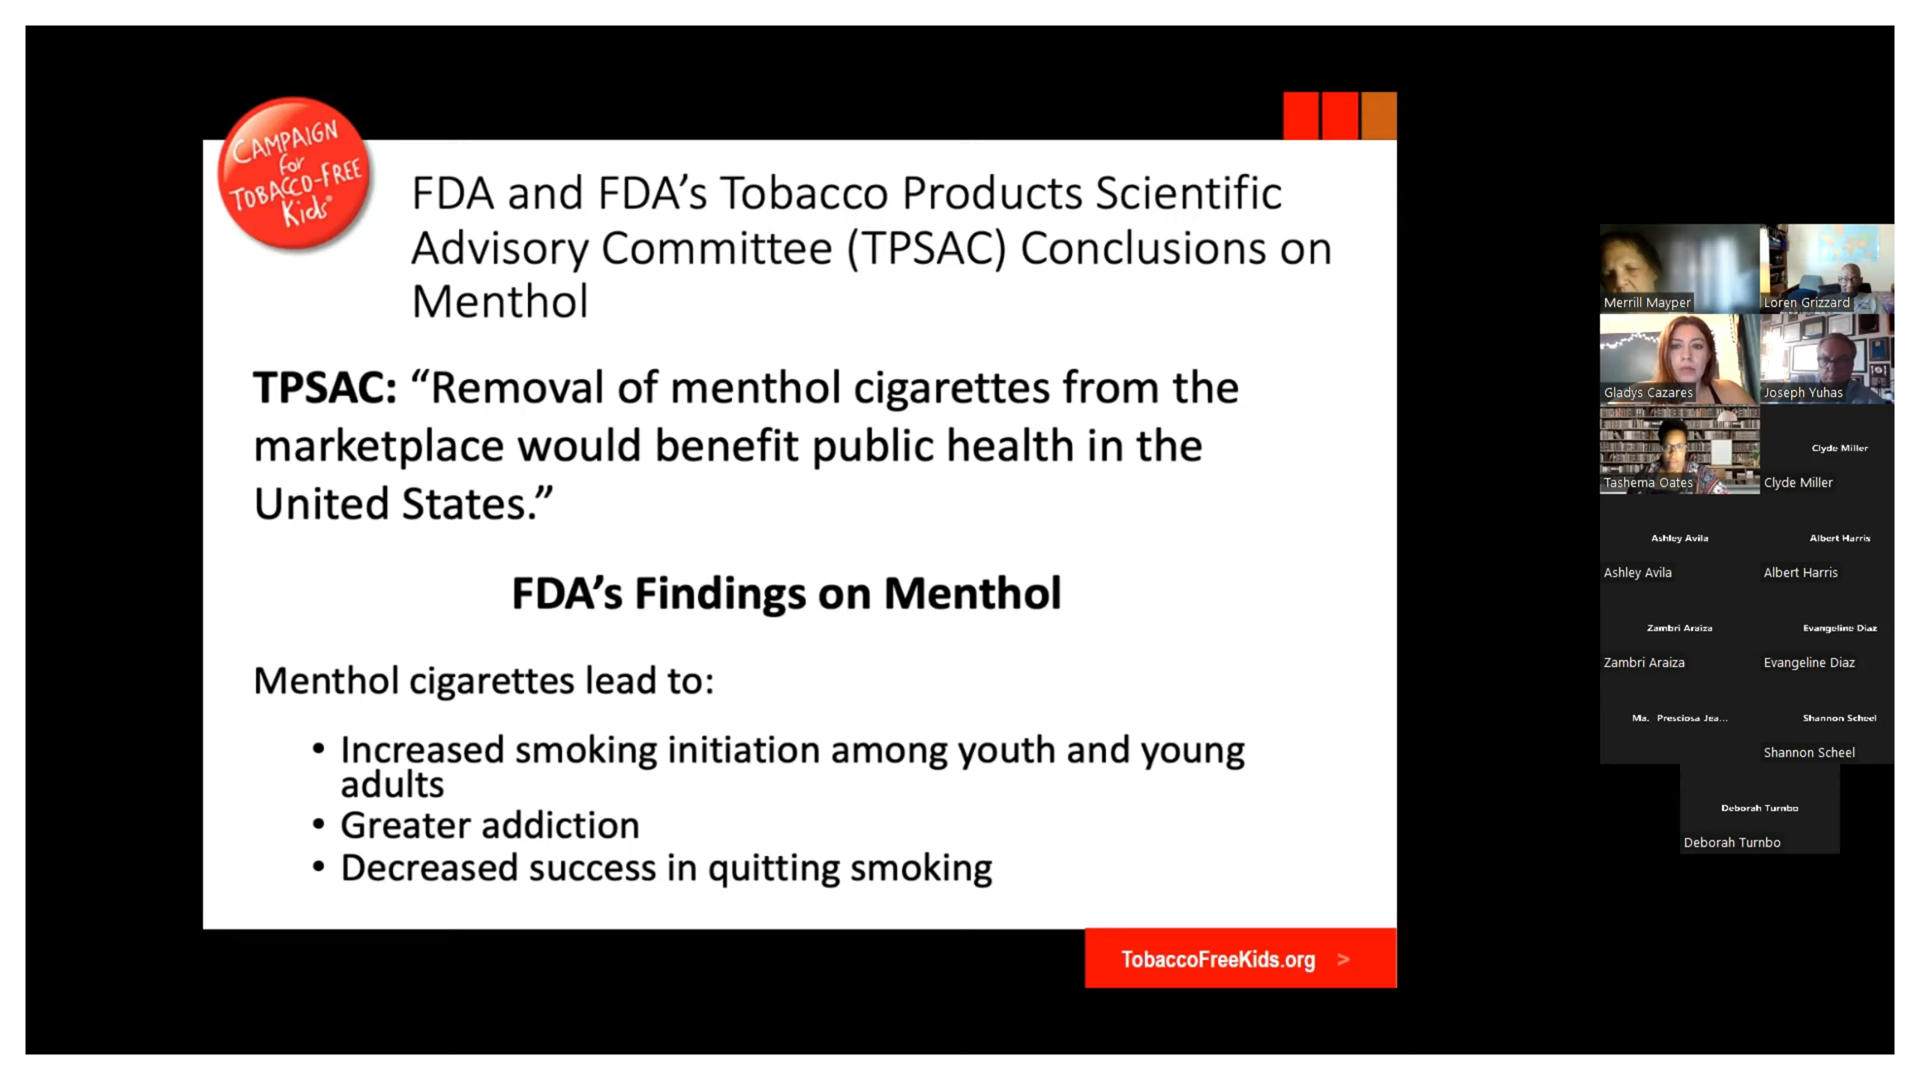 CAMPAIGN
for
TOBACCO-FREE
Kids®
FDA and FDA’s Tobacco Products Scientific
Advisory Committee (TPSAC) Conclusions on
Menthol
TPSAC: “Removal of menthol cigarettes from the
marketplace would benefit public health in the
United States.”
FDA’s Findings on Menthol
Menthol cigarettes lead to:
• Increased smoking initiation among youth and young
adults
• Greater addiction
• Decreased success in quitting smoking
TobaccoFreeKids.org >
Merrill Mayper
Loren Grizzard
Gladys Cazares
Joseph Yuhas
Tashema Oates
Clyde Miller
Clyde Miller
Ashley Avila
Ashley Avila
Albert Harris
Albert Harris
Zambri Araiza
Zambri Araiza
Evangeline Diaz
Evangeline Diaz
Ma. Presciosa Jea...
Shannon Scheel
Shannon Scheel
Deborah Turnbo
Deborah Turnbo